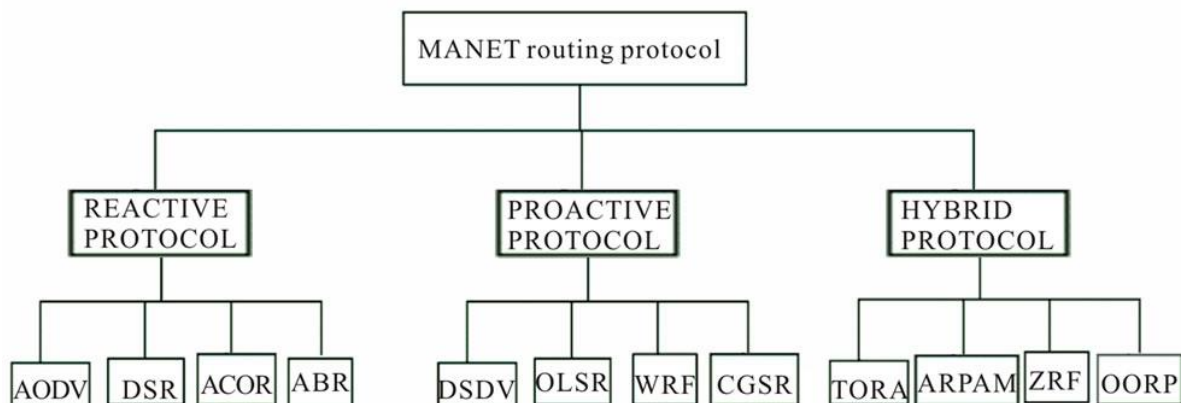 MANET routing protocol
REACTIVE
PROTOCOL
PROACTIVE
PROTOCOL
HYBRID
PROTOCOL
AODV
DSR
ACOR
ABR
DSDV
OLSR
WRF
CGSR
TORA
ARPAM
ZRF
OORP